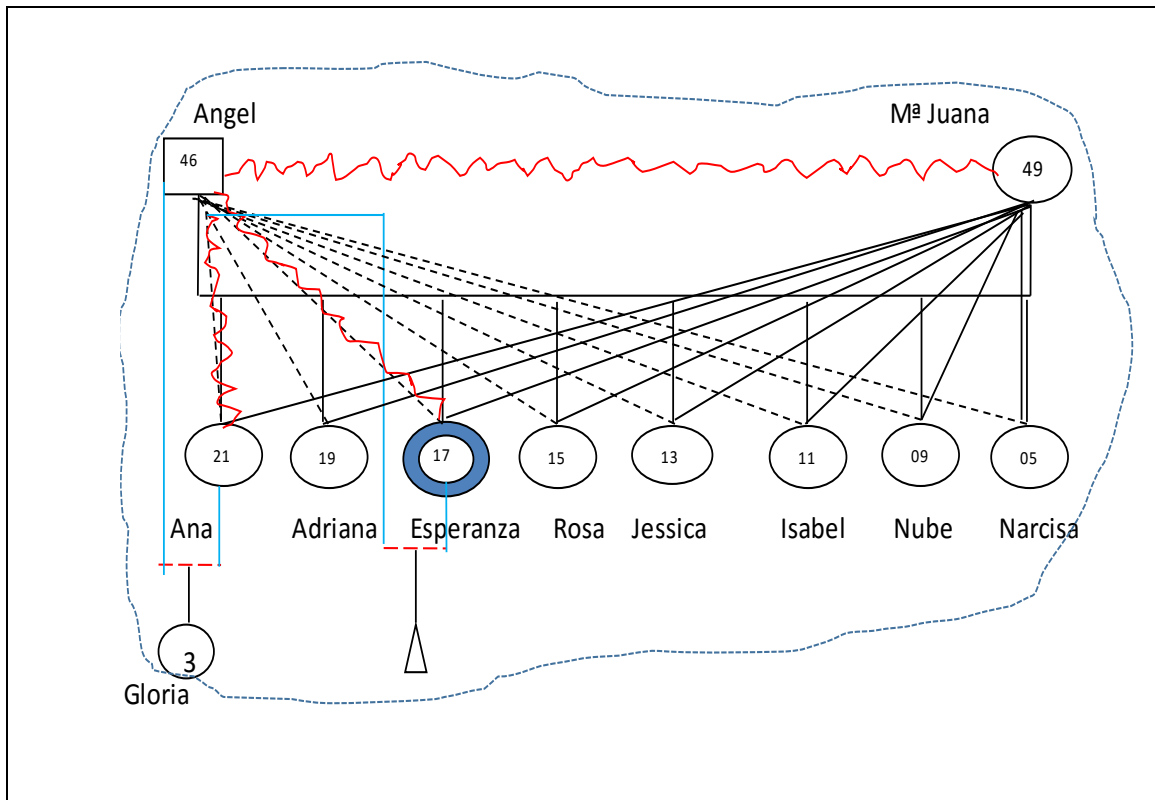 Angel Mª Juana
46 49
21 19 17 15 13 11 09 05
Ana Adriana Esperanza Rosa Jessica Isabel Nube Narcisa
3
Gloria